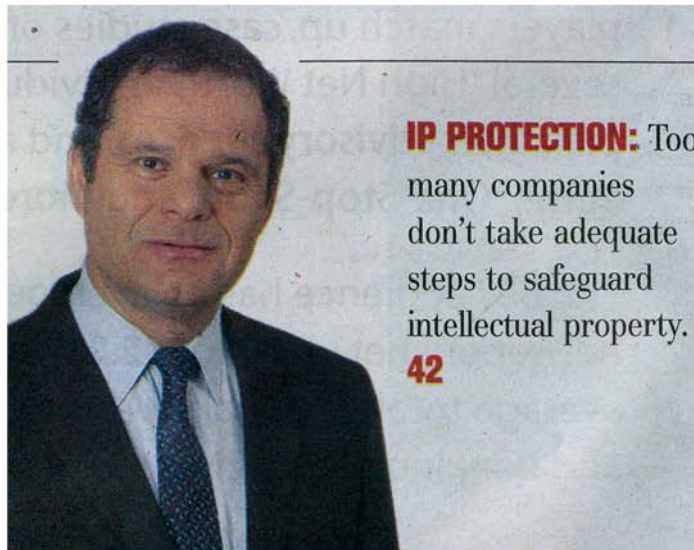 IP PROTECTION: Too
many companies
don't take adequate
steps to safeguard
intellectual property.
42